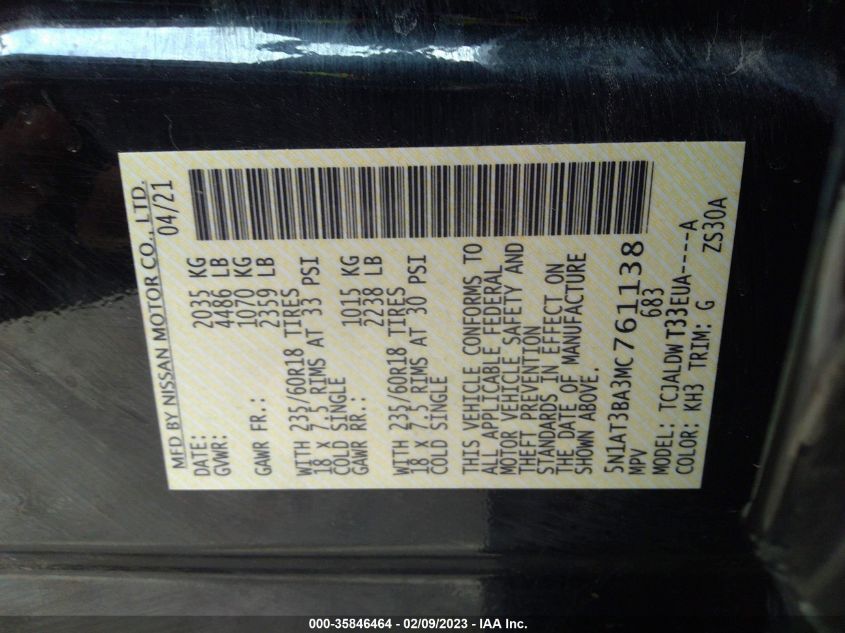 MFD BY NISSAN MOTOR CO., LTD.
DATE: 04/21
GVWR: 2035 KG
4486 LB
GAWR FR.: 1070 KG
2359 LB
WITH 235/60R18 TIRES
18 X 7.5 RIMS AT 33 PSI
COLD SINGLE
GAWR RR.: 1015 KG
2238 LB
WITH 235/60R18 TIRES
18 X 7.5 RIMS AT 30 PSI
COLD SINGLE
THIS VEHICLE CONFORMS TO
ALL APPLICABLE FEDERAL
MOTOR VEHICLE SAFETY AND
THEFT PREVENTION
STANDARDS IN EFFECT ON
THE DATE OF MANUFACTURE
SHOWN ABOVE.
5N1AT3BA3MC761138
MPV 683
MODEL: TCJALDWT33EUA----A
COLOR: KH3 TRIM: G ZS30A
000-35846464 - 02/09/2023 - IAA Inc.